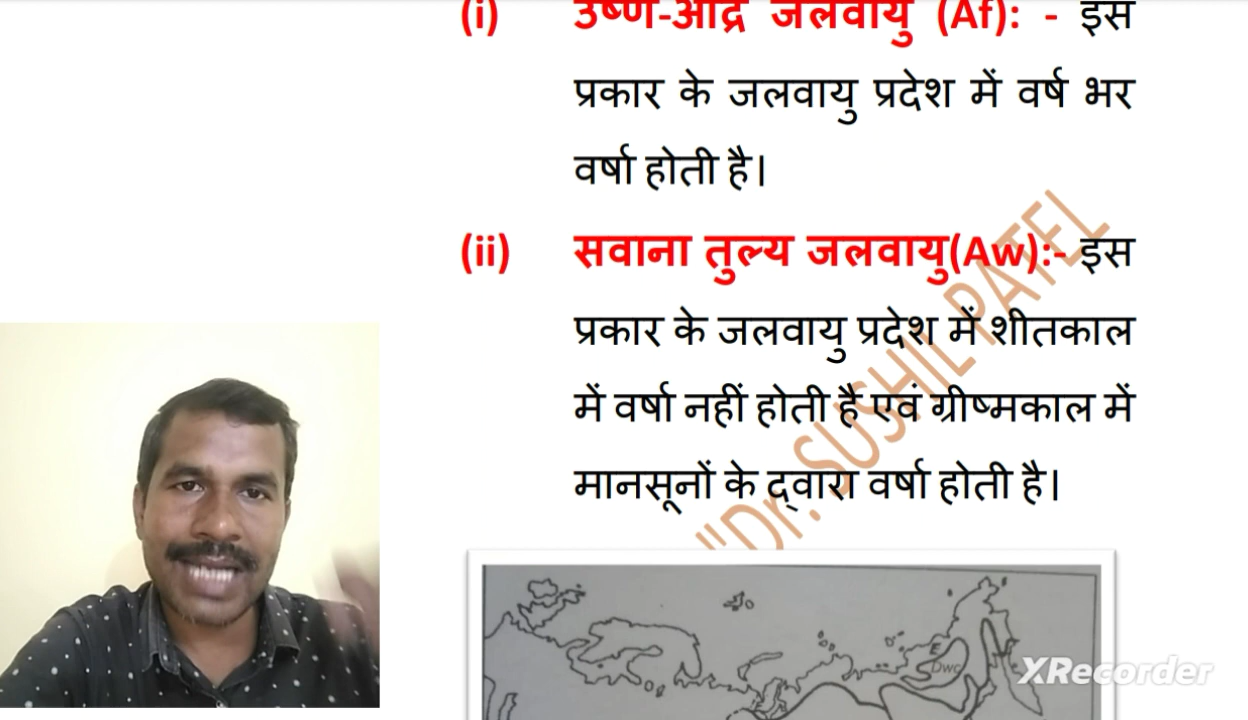 (i) उष्ण-आर्द्र जलवायु (Af): - इस
प्रकार के जलवायु प्रदेश में वर्ष भर
वर्षा होती है।
(ii) सवाना तुल्य जलवायु(Aw):- इस
प्रकार के जलवायु प्रदेश में शीतकाल
में वर्षा नहीं होती है एवं ग्रीष्मकाल में
मानसूनों के द्वारा वर्षा होती है।
"Dr. SUSHIL PATEL
E
Dwc
XRecorder